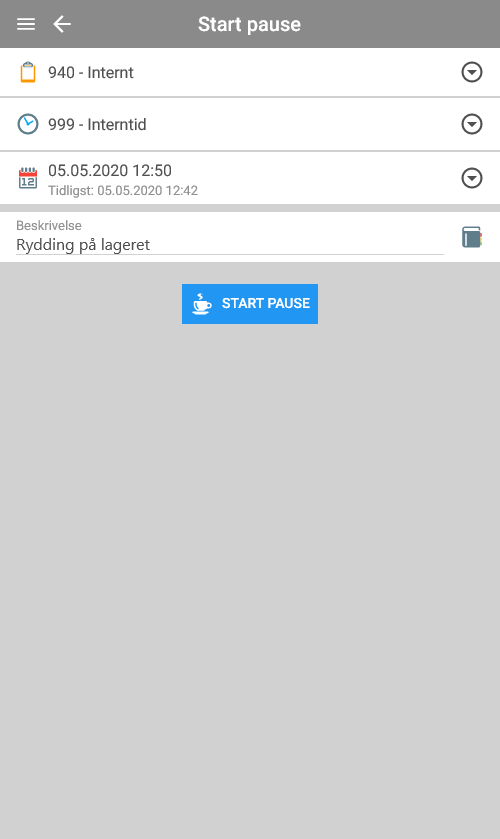 Start pause
940 - Internt
999 - Interntid
05.05.2020 12:50
Tidligst: 05.05.2020 12:42
Beskrivelse
Rydding på lageret
START PAUSE